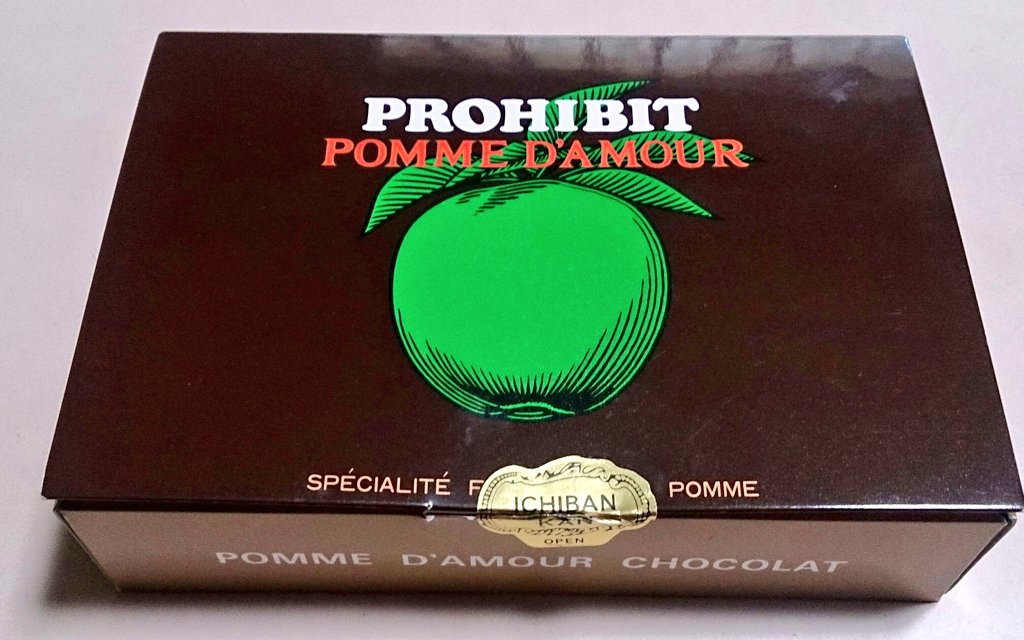 PROHIBIT
POMME D'AMOUR
SPÉCIALITÉ POMME
ICHIBAN
KAN
OPEN
POMME D'AMOUR CHOCOLAT